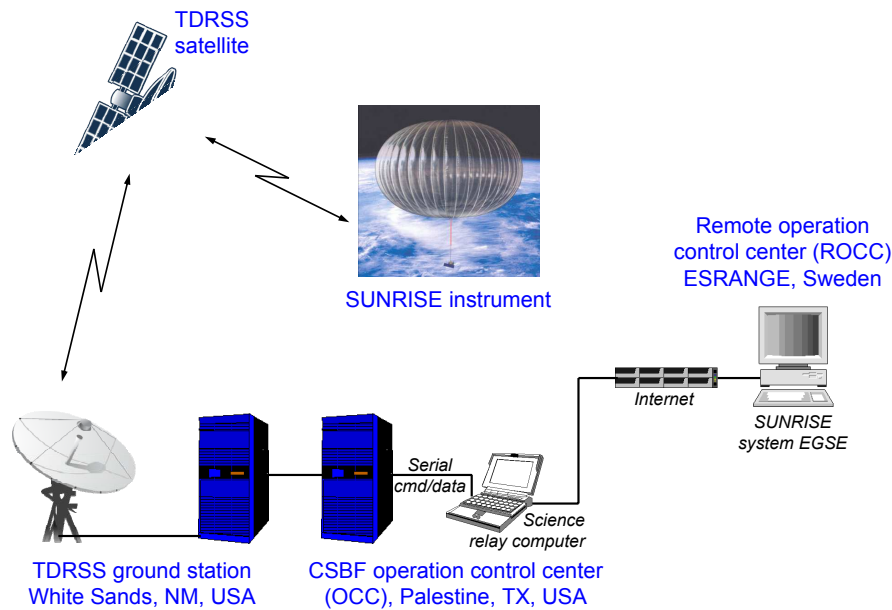 TDRSS
satellite
SUNRISE instrument
Remote operation
control center (ROCC)
ESRANGE, Sweden
Internet
SUNRISE
system EGSE
Serial
cmd/data
Science
relay computer
TDRSS ground station
White Sands, NM, USA
CSBF operation control center
(OCC), Palestine, TX, USA